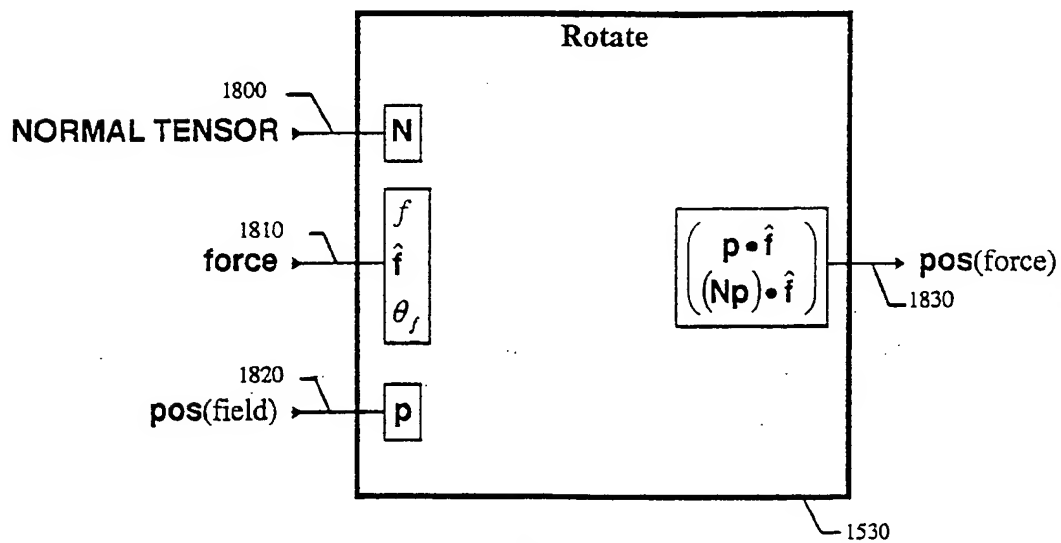 Rotate
1800
NORMAL TENSOR
N
1810
force
f
f̂
θ_f
p • f̂
(Np) • f̂
pos(force)
1830
1820
pos(field)
p
1530